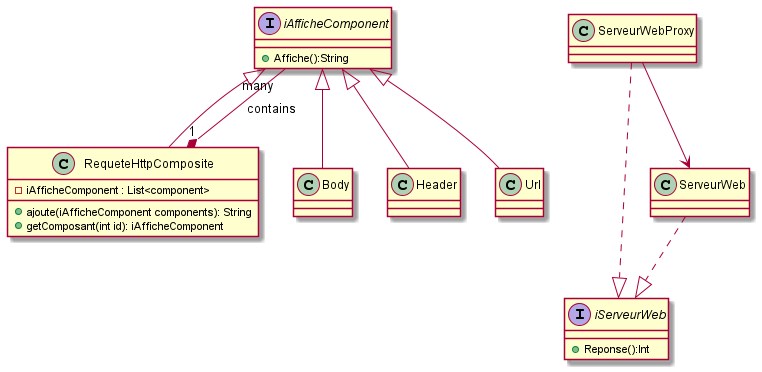 I iAfficheComponent
Affiche():String
C ServeurWebProxy
many
contains
1
C RequeteHttpComposite
iAfficheComponent : List<component>
ajoute(iAfficheComponent components): String
getComposant(int id): iAfficheComponent
C Body
C Header
C Url
C ServeurWeb
I iServeurWeb
Reponse():Int